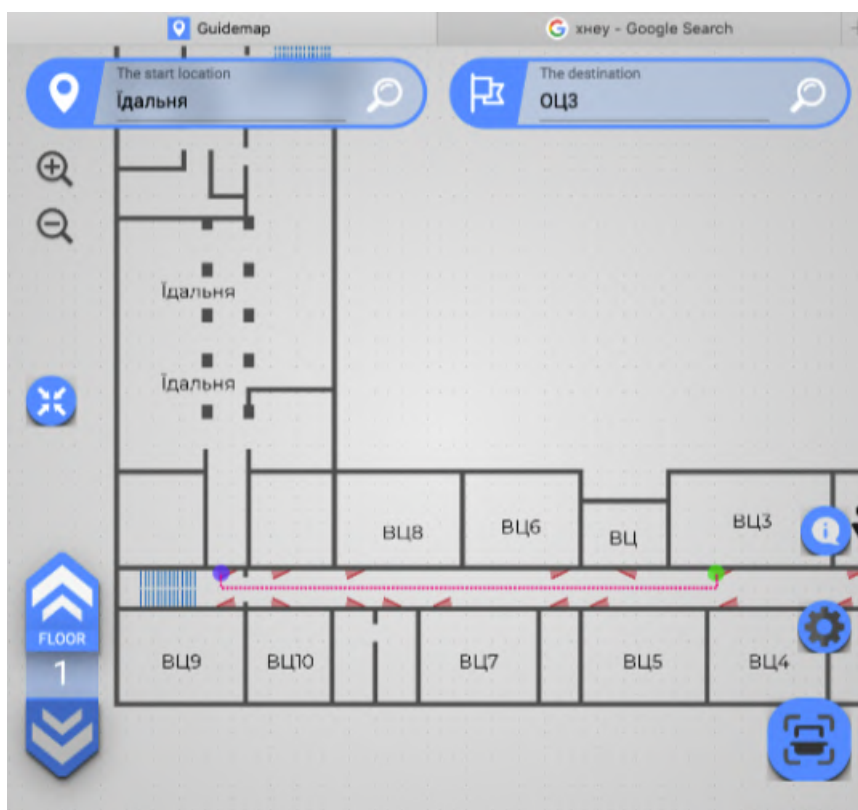 Guidemap
хнеу - Google Search
The start location
Їдальня
The destination
ОЦ3
Їдальня
Їдальня
ВЦ8
ВЦ6
ВЦ
ВЦ3
FLOOR
1
ВЦ9
ВЦ10
ВЦ7
ВЦ5
ВЦ4